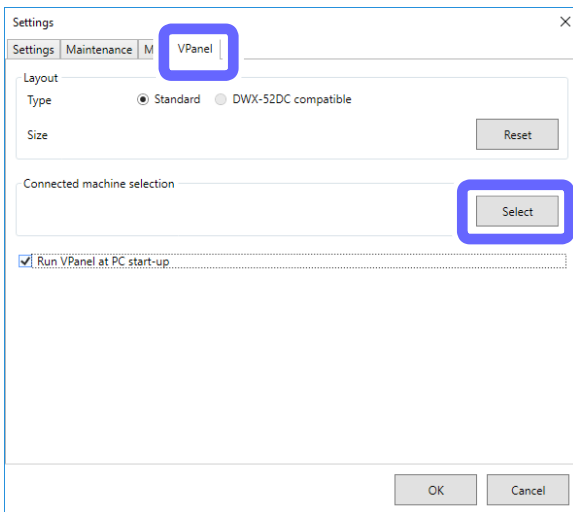 Settings
Settings Maintenance M VPanel
Layout
Type Standard DWX-52DC compatible
Size Reset
Connected machine selection
Select
Run VPanel at PC start-up
OK Cancel